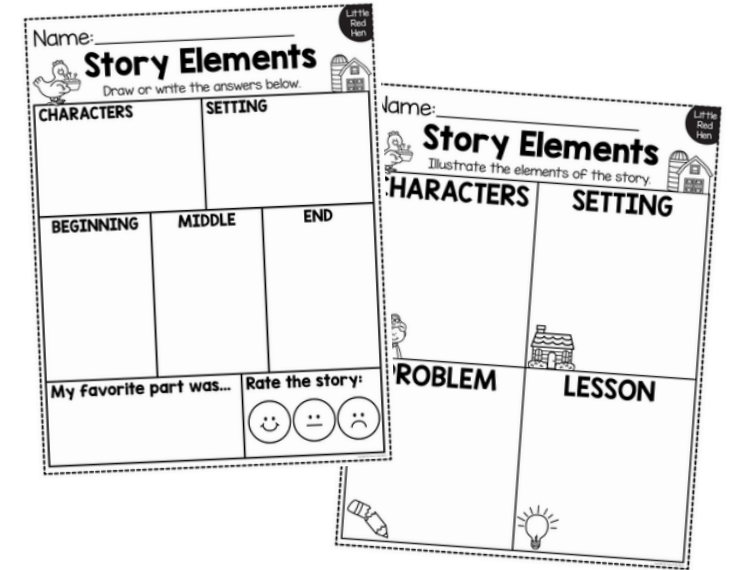 Name:
Little
Red
Hen
Story Elements
Draw or write the answers below.
CHARACTERS
SETTING
BEGINNING
MIDDLE
END
My favorite part was...
Rate the story:
Name:
Little
Red
Hen
Story Elements
Illustrate the elements of the story.
HARACTERS
SETTING
ROBLEM
LESSON